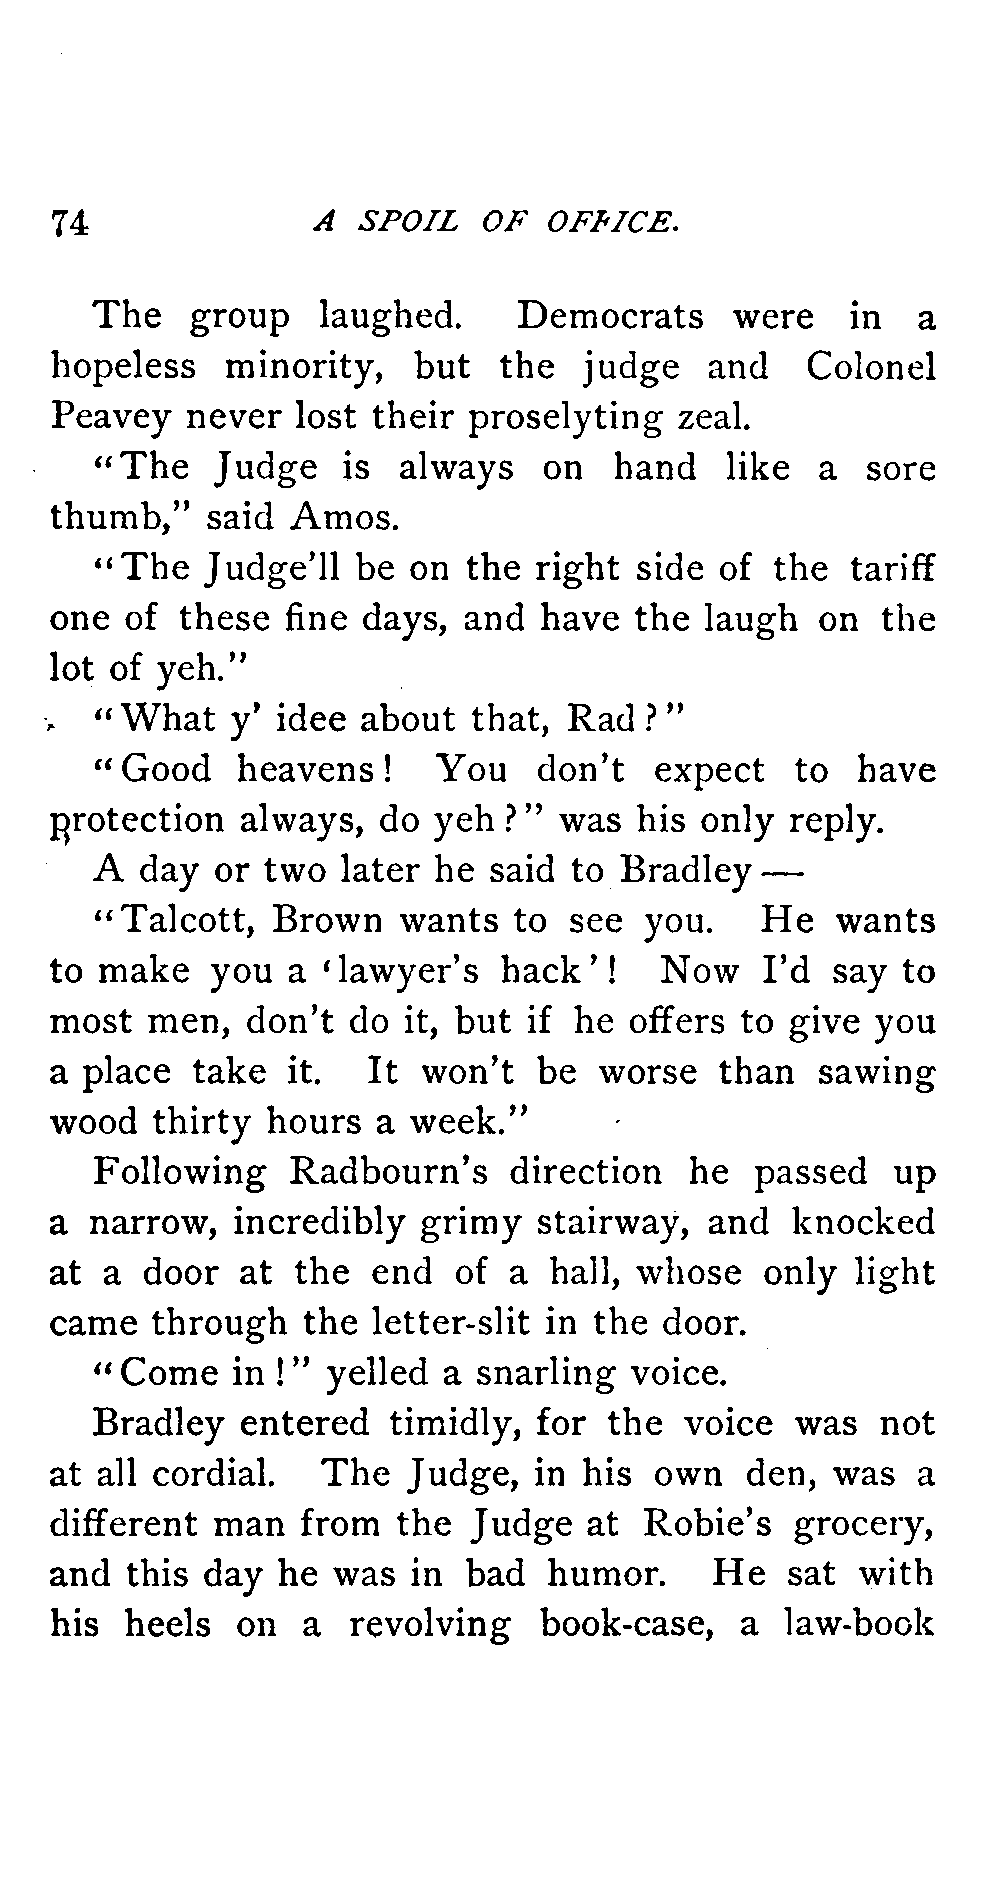 74 A SPOIL OF OFFICE.
The group laughed. Democrats were in a
hopeless minority, but the judge and Colonel
Peavey never lost their proselyting zeal.
"The Judge is always on hand like a sore
thumb," said Amos.
"The Judge'll be on the right side of the tariff
one of these fine days, and have the laugh on the
lot of yeh."
"What y' idee about that, Rad?"
"Good heavens! You don't expect to have
protection always, do yeh?" was his only reply.
A day or two later he said to Bradley—
"Talcott, Brown wants to see you. He wants
to make you a 'lawyer's hack'! Now I'd say to
most men, don't do it, but if he offers to give you
a place take it. It won't be worse than sawing
wood thirty hours a week."
Following Radbourn's direction he passed up
a narrow, incredibly grimy stairway, and knocked
at a door at the end of a hall, whose only light
came through the letter-slit in the door.
"Come in!" yelled a snarling voice.
Bradley entered timidly, for the voice was not
at all cordial. The Judge, in his own den, was a
different man from the Judge at Robie's grocery,
and this day he was in bad humor. He sat with
his heels on a revolving book-case, a law-book